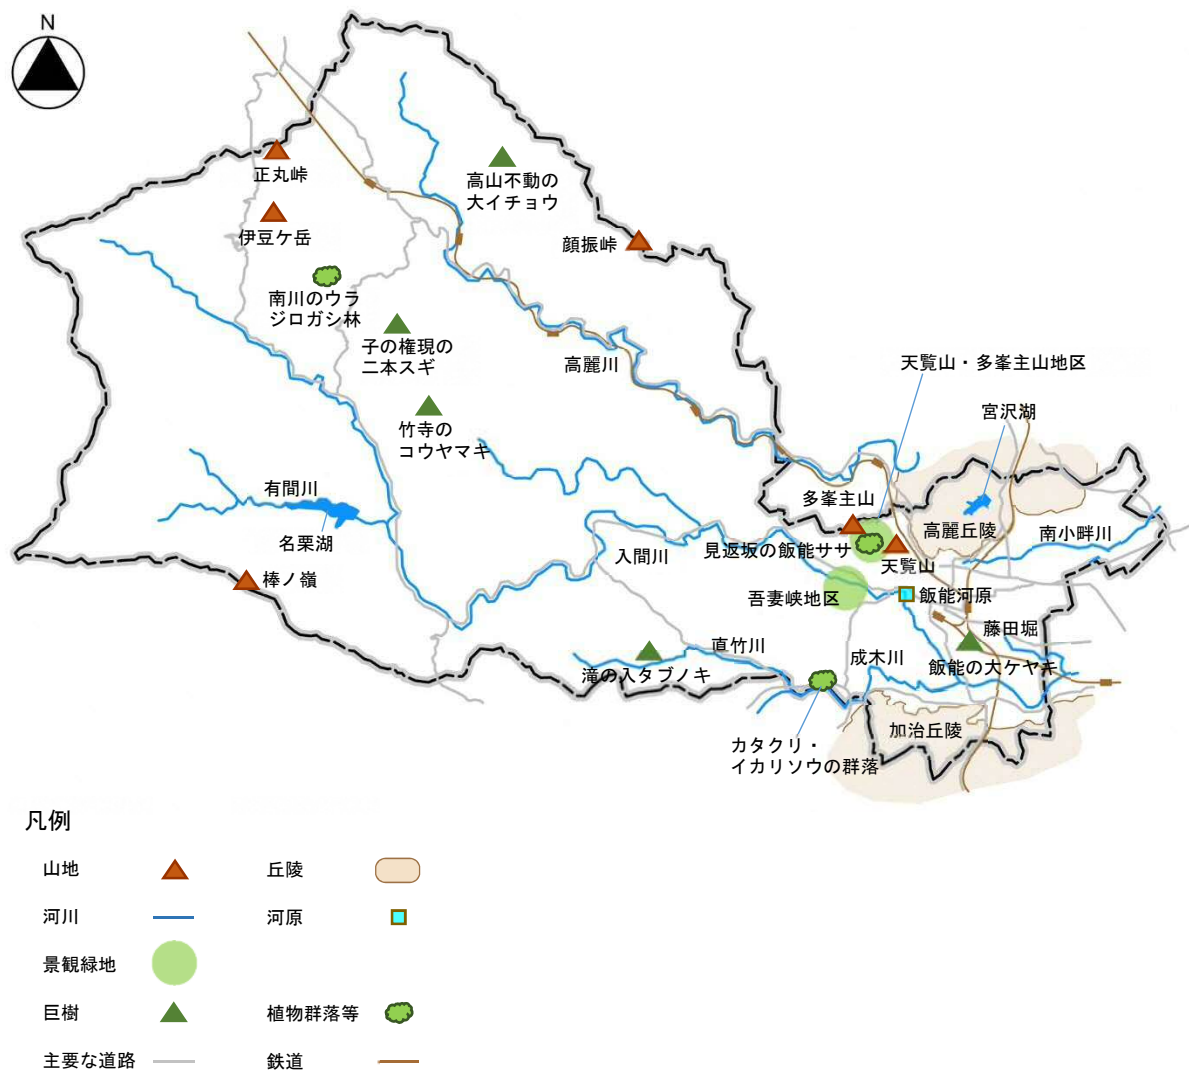 N
正丸峠
高山不動の
大イチョウ
伊豆ケ岳
顔振峠
南川のウラ
ジロガシ林
子の権現の
二本スギ
高麗川
天覧山・多峯主山地区
宮沢湖
竹寺の
コウヤマキ
有間川
多峯主山
高麗丘陵
南小畔川
名栗湖
入間川
見返坂の飯能ササ
天覧山
棒ノ嶺
吾妻峡地区
飯能河原
藤田堀
直竹川
成木川
飯能の大ケヤキ
滝の入タブノキ
加治丘陵
カタクリ・
イカリソウの群落
凡例
山地
丘陵
河川
河原
景観緑地
巨樹
植物群落等
主要な道路
鉄道